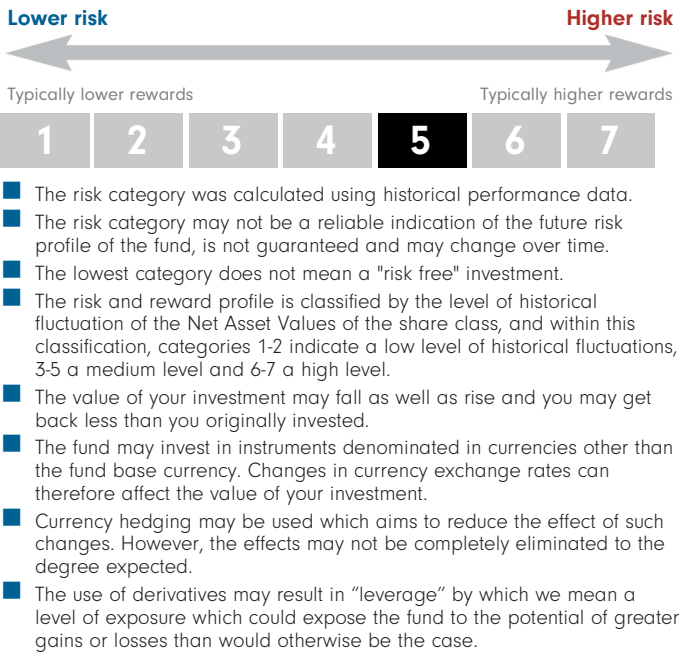 Lower risk Higher risk
Typically lower rewards Typically higher rewards
1 2 3 4 5 6 7
The risk category was calculated using historical performance data.
The risk category may not be a reliable indication of the future risk
profile of the fund, is not guaranteed and may change over time.
The lowest category does not mean a "risk free" investment.
The risk and reward profile is classified by the level of historical
fluctuation of the Net Asset Values of the share class, and within this
classification, categories 1-2 indicate a low level of historical fluctuations,
3-5 a medium level and 6-7 a high level.
The value of your investment may fall as well as rise and you may get
back less than you originally invested.
The fund may invest in instruments denominated in currencies other than
the fund base currency. Changes in currency exchange rates can
therefore affect the value of your investment.
Currency hedging may be used which aims to reduce the effect of such
changes. However, the effects may not be completely eliminated to the
degree expected.
The use of derivatives may result in “leverage” by which we mean a
level of exposure which could expose the fund to the potential of greater
gains or losses than would otherwise be the case.